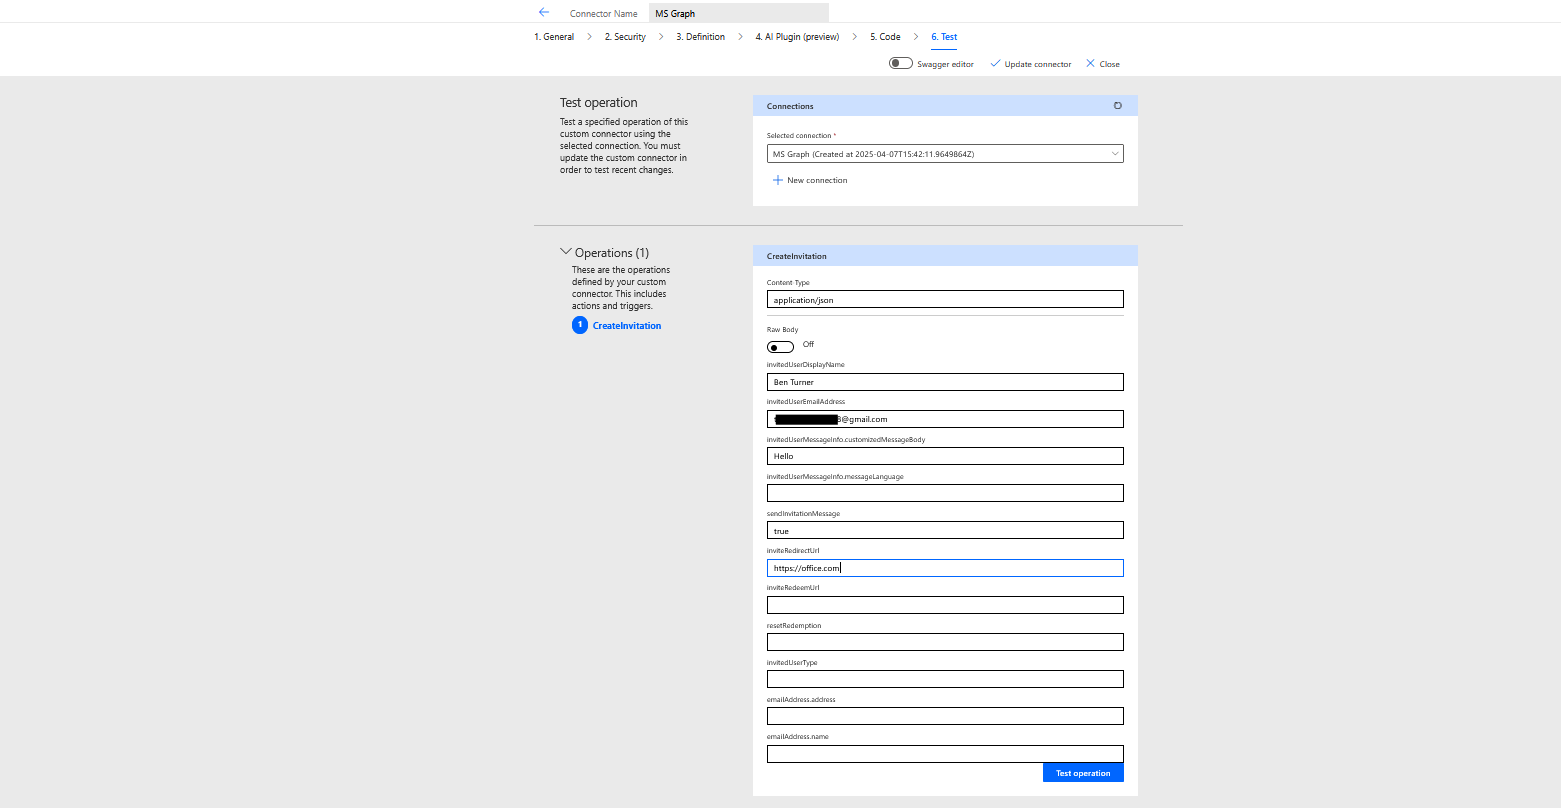 Connector Name
MS Graph
1. General
2. Security
3. Definition
4. AI Plugin (preview)
5. Code
6. Test
Swagger editor
Update connector
Close
Test operation
Test a specified operation of this
custom connector using the
selected connection. You must
update the custom connector in
order to test recent changes.
Connections
Selected connection *
MS Graph (Created at 2025-04-07T15:42:11.9649864Z)
New connection
Operations (1)
These are the operations
defined by your custom
connector. This includes
actions and triggers.
1 CreateInvitation
CreateInvitation
Content Type
application/json
Raw Body
Off
invitedUserDisplayName
Ben Turner
invitedUserEmailAddress
@gmail.com
invitedUserMessageInfo.customizedMessageBody
Hello
invitedUserMessageInfo.messageLanguage
sendInvitationMessage
true
inviteRedirectUrl
https://office.com
inviteRedeemUrl
resetRedemption
invitedUserType
emailAddress.address
emailAddress.name
Test operation